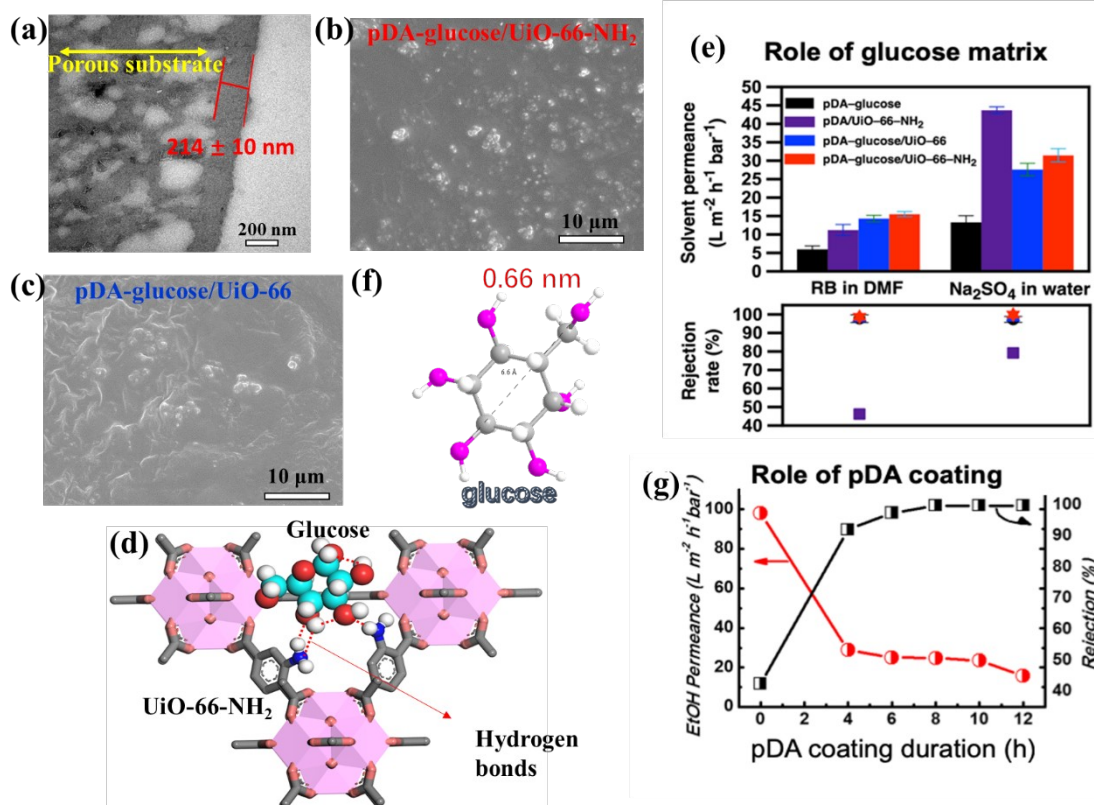 (a)
Porous substrate
214 ± 10 nm
200 nm
(b)
pDA-glucose/UiO-66-NH₂
10 µm
(c)
pDA-glucose/UiO-66
10 µm
(f)
0.66 nm
6.6 Å
glucose
(d)
Glucose
UiO-66-NH₂
Hydrogen
bonds
(e)
Role of glucose matrix
Solvent permeance
(L m⁻² h⁻¹ bar⁻¹)
50
45
40
35
30
25
20
15
10
5
0
pDA–glucose
pDA/UiO-66–NH₂
pDA–glucose/UiO-66
pDA–glucose/UiO-66–NH₂
RB in DMF
Na₂SO₄ in water
Rejection
rate (%)
100
90
80
70
60
50
40
(g)
Role of pDA coating
EtOH Permeance (L m⁻² h⁻¹bar⁻¹)
100
80
60
40
20
0
100
90
80
70
60
50
40
Rejection (%)
0 2 4 6 8 10 12
pDA coating duration (h)